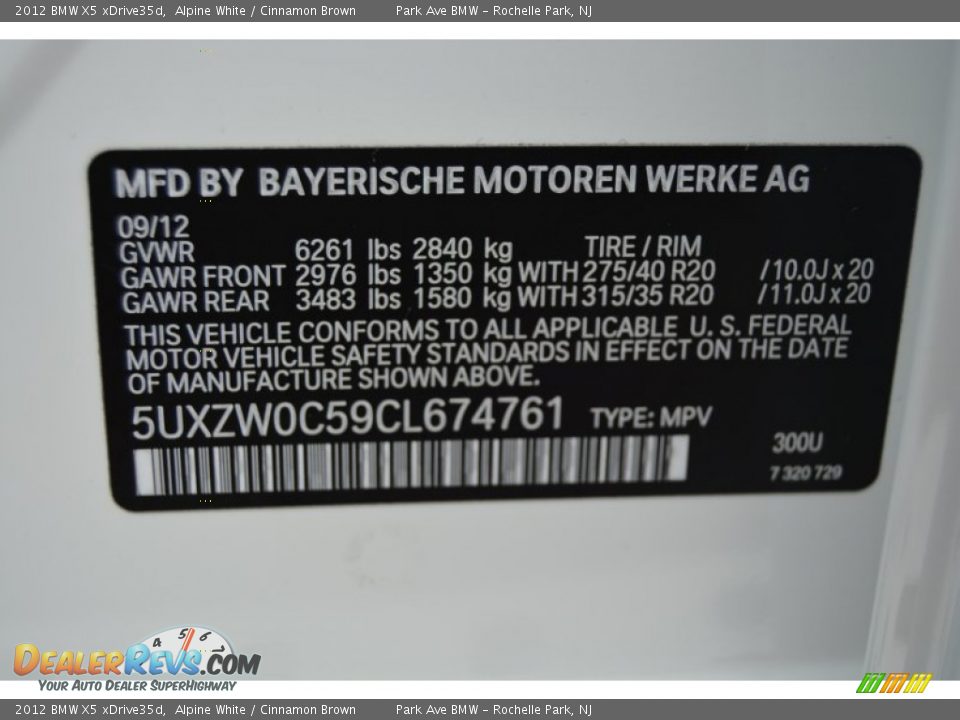 2012 BMW X5 xDrive35d, Alpine White / Cinnamon Brown Park Ave BMW - Rochelle Park, NJ
MFD BY BAYERISCHE MOTOREN WERKE AG
09/12
GVWR 6261 lbs 2840 kg TIRE / RIM
GAWR FRONT 2976 lbs 1350 kg WITH 275/40 R20 /10.0J x 20
GAWR REAR 3483 lbs 1580 kg WITH 315/35 R20 /11.0J x 20
THIS VEHICLE CONFORMS TO ALL APPLICABLE U. S. FEDERAL
MOTOR VEHICLE SAFETY STANDARDS IN EFFECT ON THE DATE
OF MANUFACTURE SHOWN ABOVE.
5UXZW0C59CL674761 TYPE: MPV
300U
7 320 729
4 5 6 7
DEALERREVS.COM
YOUR AUTO DEALER SUPERHIGHWAY
2012 BMW X5 xDrive35d, Alpine White / Cinnamon Brown Park Ave BMW - Rochelle Park, NJ